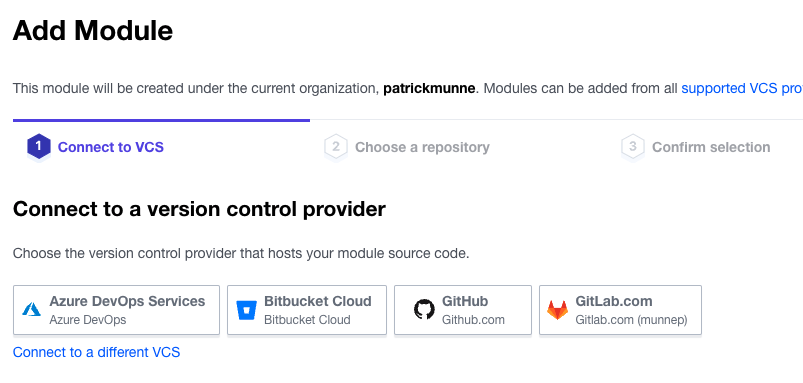 Add Module
This module will be created under the current organization, patrickmunne. Modules can be added from all supported VCS pro
1 Connect to VCS
2 Choose a repository
3 Confirm selection
Connect to a version control provider
Choose the version control provider that hosts your module source code.
Azure DevOps Services
Azure DevOps
Bitbucket Cloud
Bitbucket Cloud
GitHub
Github.com
GitLab.com
Gitlab.com (munnep)
Connect to a different VCS